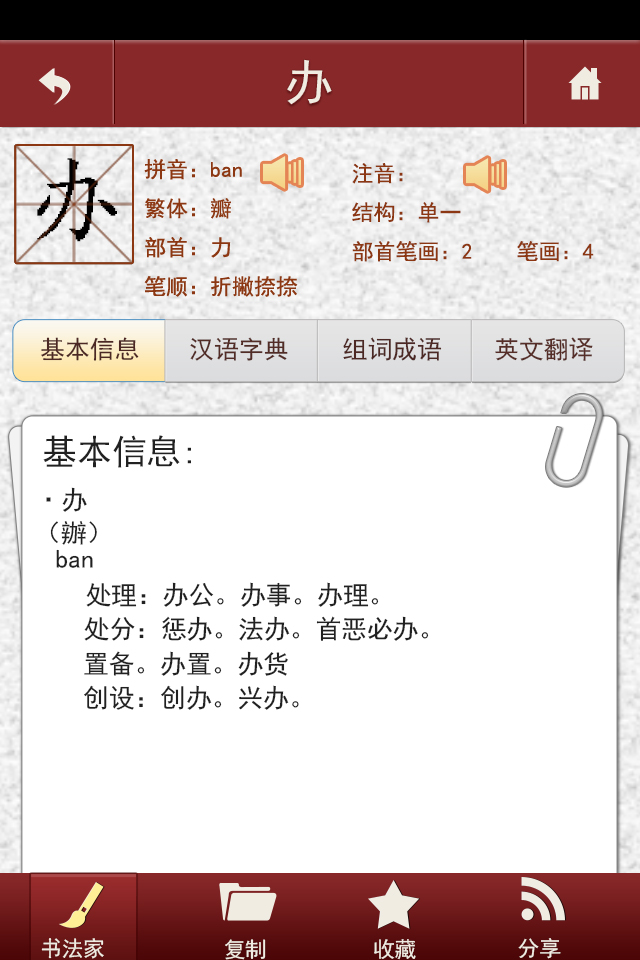 办
办
拼音：ban
注音：
繁体：瓣
结构：单一
部首：力
部首笔画：2 笔画：4
笔顺：折撇捺捺
基本信息 汉语字典 组词成语 英文翻译
基本信息：
·办
（辦）
ban
处理：办公。办事。办理。
处分：惩办。法办。首恶必办。
置备。办置。办货
创设：创办。兴办。
书法家 复制 收藏 分享